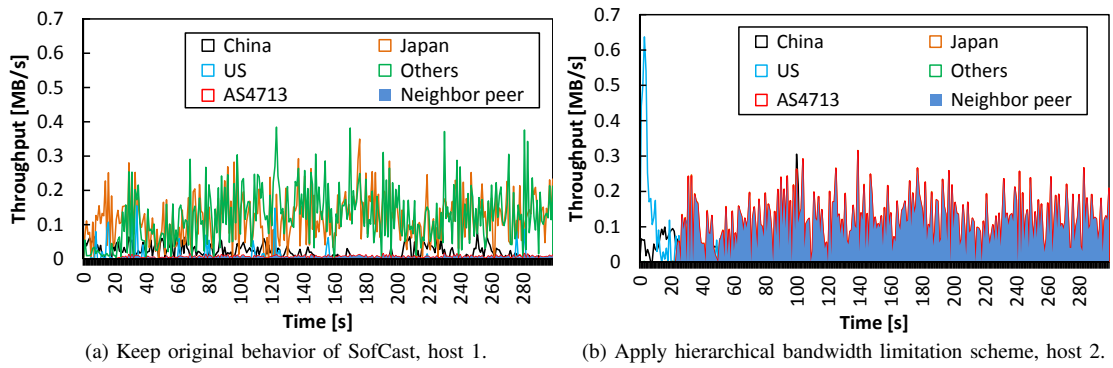 0.7
0.6
0.5
0.4
0.3
0.2
0.1
0
Throughput [MB/s]
China
Japan
US
Others
AS4713
Neighbor peer
0
20
40
60
80
100
120
140
160
180
200
220
240
260
280
Time [s]
(a) Keep original behavior of SofCast, host 1.
0.7
0.6
0.5
0.4
0.3
0.2
0.1
0
Throughput [MB/s]
China
Japan
US
Others
AS4713
Neighbor peer
0
20
40
60
80
100
120
140
160
180
200
220
240
260
280
Time [s]
(b) Apply hierarchical bandwidth limitation scheme, host 2.